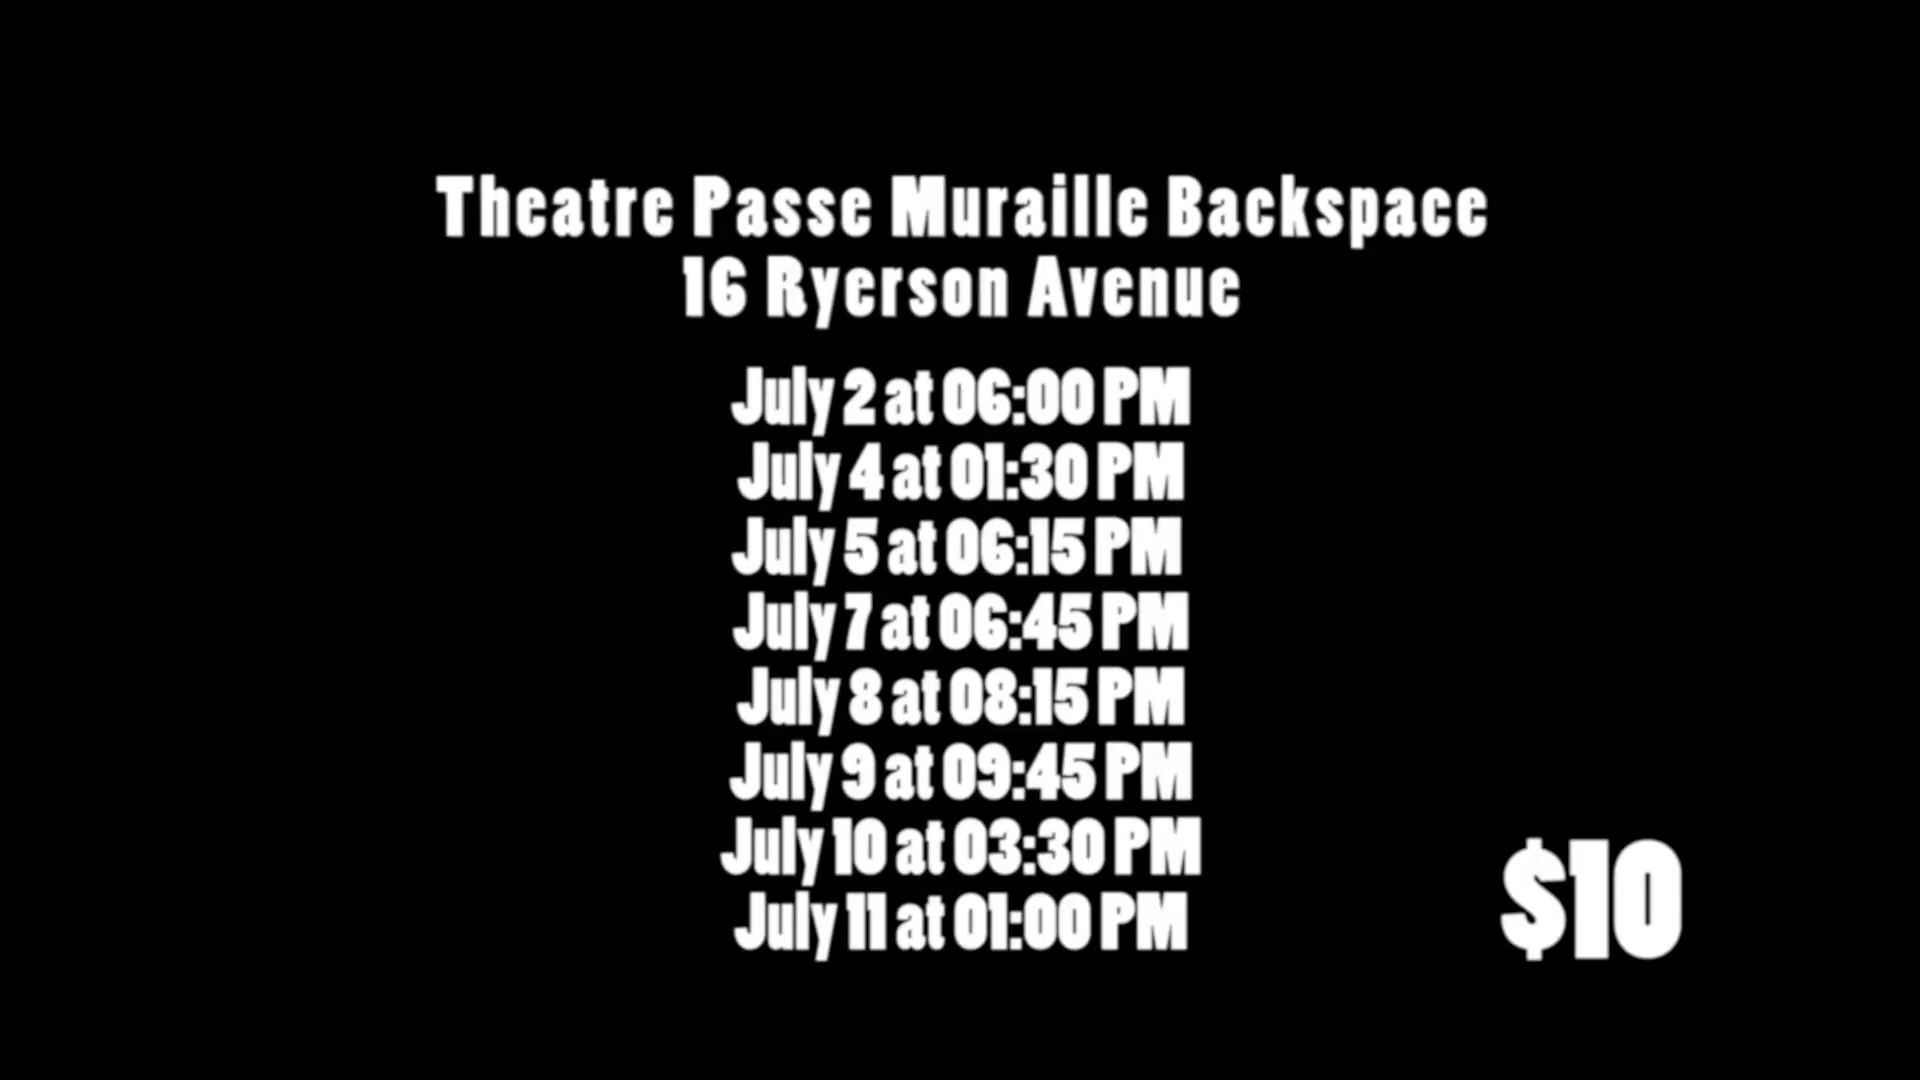 Theatre Passe Muraille Backspace
16 Ryerson Avenue
July 2 at 06:00 PM
July 4 at 01:30 PM
July 5 at 06:15 PM
July 7 at 06:45 PM
July 8 at 08:15 PM
July 9 at 09:45 PM
July 10 at 03:30 PM
July 11 at 01:00 PM
$10